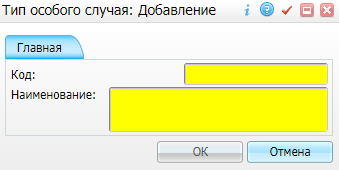 Тип особого случая: Добавление
Главная
Код:
Наименование:
ОК Отмена